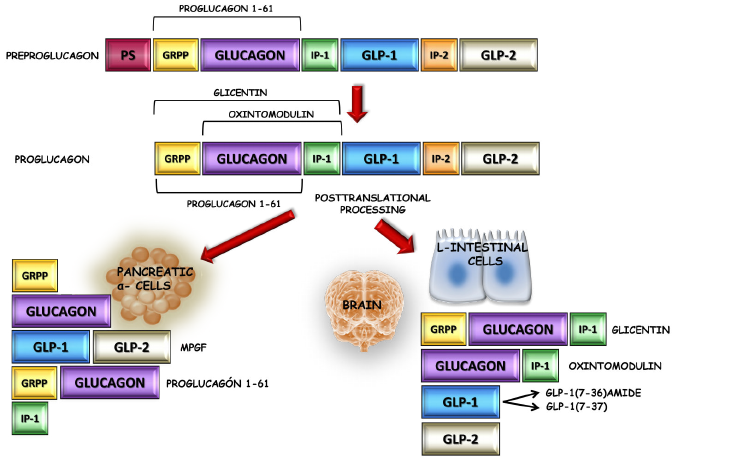 PROGLUCAGON 1-61
PREPROGLUCAGON PS GRPP GLUCAGON IP-1 GLP-1 IP-2 GLP-2
GLICENTIN
OXINTOMODULIN
PROGLUCAGON GRPP GLUCAGON IP-1 GLP-1 IP-2 GLP-2
PROGLUCAGON 1-61
POSTTRANSLATIONAL
PROCESSING
PANCREATIC
α- CELLS
GRPP
GLUCAGON
GLP-1 GLP-2 MPGF
GRPP GLUCAGON PROGLUCAGÓN 1-61
IP-1
BRAIN
L-INTESTINAL
CELLS
GRPP GLUCAGON IP-1 GLICENTIN
GLUCAGON IP-1 OXINTOMODULIN
GLP-1 GLP-1(7-36)AMIDE
GLP-1(7-37)
GLP-2